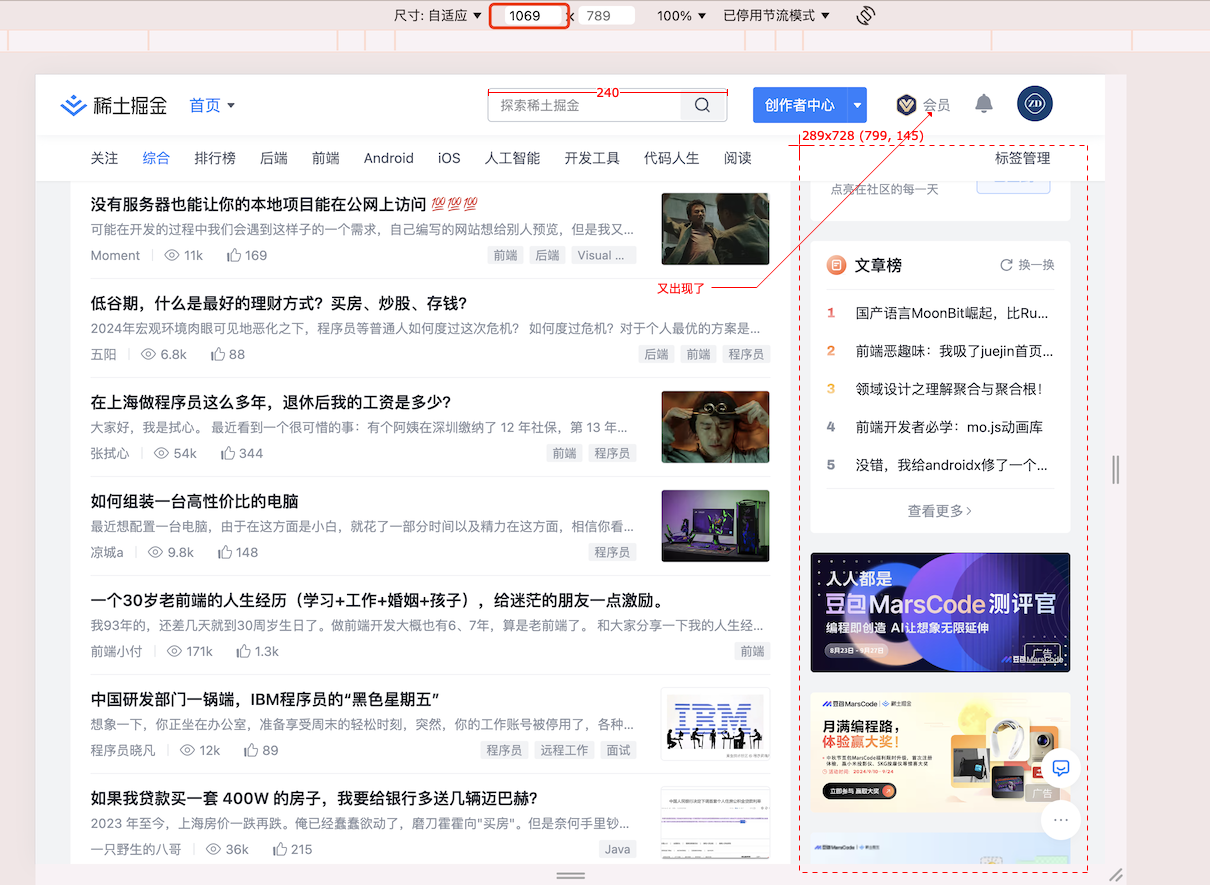 尺寸: 自适应 ▼ 1069 x 789 100% ▼ 已停用节流模式 ▼
稀土掘金 首页 探索稀土掘金 240 创作者中心 会员
289x728 (799, 145)
关注 综合 排行榜 后端 前端 Android iOS 人工智能 开发工具 代码人生 阅读 标签管理
没有服务器也能让你的本地项目能在公网上访问 💯💯💯
可能在开发的过程中我们会遇到这样子的一个需求，自己编写的网站想给别人预览，但是我又...
Moment 11k 169 前端 后端 Visual ...
又出现了
低谷期，什么是最好的理财方式？买房、炒股、存钱？
2024年宏观环境肉眼可见地恶化之下，程序员等普通人如何度过这次危机？ 如何度过危机？对于个人最优的方案是...
五阳 6.8k 88 后端 前端 程序员
在上海做程序员这么多年，退休后我的工资是多少？
大家好，我是拭心。 最近看到一个很可惜的事：有个阿姨在深圳缴纳了 12 年社保，第 13 年...
张拭心 54k 344 前端 程序员
如何组装一台高性价比的电脑
最近想配置一台电脑，由于在这方面是小白，就花了一部分时间以及精力在这方面，相信你看...
凉城a 9.8k 148 程序员
一个30岁老前端的人生经历（学习+工作+婚姻+孩子），给迷茫的朋友一点激励。
我93年的，还差几天就到30周岁生日了。做前端开发大概也有6、7年，算是老前端了。 和大家分享一下我的人生经...
前端小付 171k 1.3k 前端
中国研发部门一锅端，IBM程序员的“黑色星期五”
想象一下，你正坐在办公室，准备享受周末的轻松时刻，突然，你的工作账号被停用了，各种...
程序员晓凡 12k 89 程序员 远程工作 面试
IBM
如果我贷款买一套 400W 的房子，我要给银行多送几辆迈巴赫？
2023 年至今，上海房价一跌再跌。俺已经蠢蠢欲动了，磨刀霍霍向"买房"。但是奈何手里钞...
一只野生的八哥 36k 215 Java
点亮在社区的每一天
文章榜 换一换
1 国产语言MoonBit崛起，比Ru...
2 前端恶趣味：我吸了juejin首页...
3 领域设计之理解聚合与聚合根！
4 前端开发者必学：mo.js动画库
5 没错，我给androidx修了一个...
查看更多
人人都是
豆包MarsCode 测评官
编程即创造 AI让想象无限延伸
8月23日 - 9月27日
广告
豆包MarsCode
豆包MarsCode 稀土掘金
月满编程路,
体验赢大奖!
活动时间: 2024/9/10 - 9/24
立即参与 赢取大奖
广告
豆包MarsCode